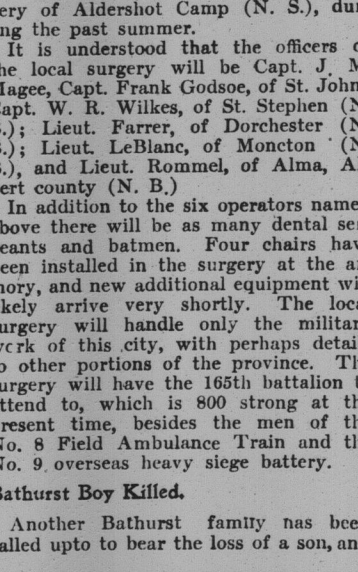 ery of Aldershot Camp (N. S.), dur
ng the past summer.
It is understood that the officers o
he local surgery will be Capt. J. M
Magee, Capt. Frank Godsoe, of St. John
Capt. W. R. Wilkes, of St. Stephen (N
B.); Lieut. Farrer, of Dorchester (N
B.); Lieut. LeBlanc, of Moncton (N
B.), and Lieut. Rommel, of Alma, A
ert county (N. B.)
In addition to the six operators name
above there will be as many dental ser
eants and batmen. Four chairs hav
een installed in the surgery at the ar
mory, and new additional equipment wi
ikely arrive very shortly. The loca
urgery will handle only the militar
work of this city, with perhaps detai
o other portions of the province. Th
urgery will have the 165th battalion t
ttend to, which is 800 strong at th
resent time, besides the men of th
No. 8 Field Ambulance Train and th
No. 9 overseas heavy siege battery.
Bathurst Boy Killed.
Another Bathurst family has bee
alled upto to bear the loss of a son, an